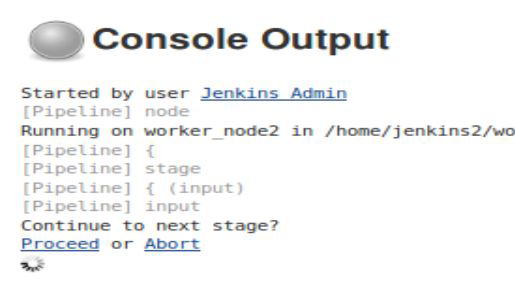 Console Output
Started by user Jenkins Admin
[Pipeline] node
Running on worker_node2 in /home/jenkins2/wo
[Pipeline] {
[Pipeline] stage
[Pipeline] { (input)
[Pipeline] input
Continue to next stage?
Proceed or Abort